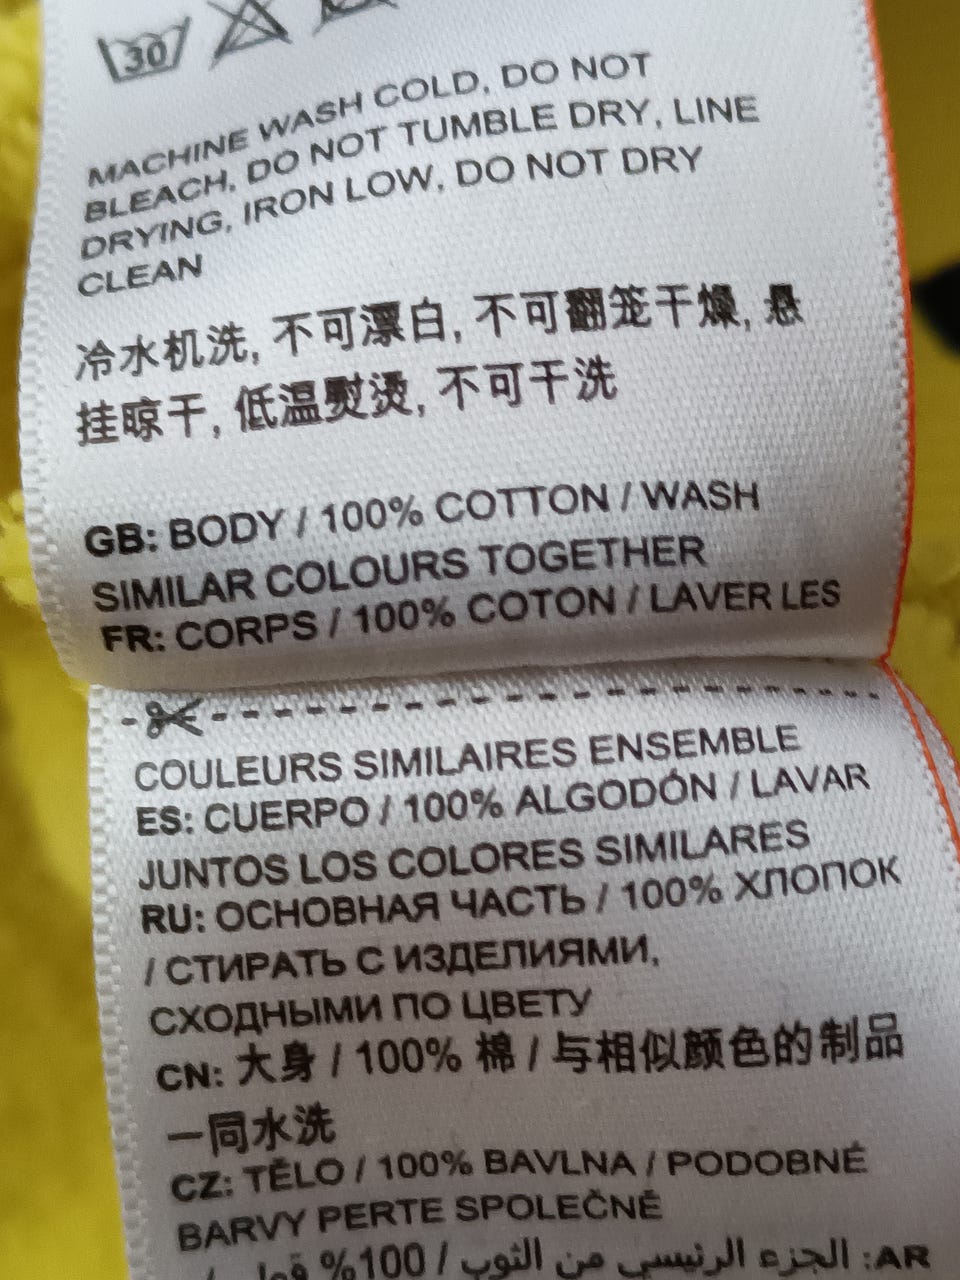 30
MACHINE WASH COLD, DO NOT
BLEACH, DO NOT TUMBLE DRY, LINE
DRYING, IRON LOW, DO NOT DRY
CLEAN
冷水机洗, 不可漂白, 不可翻笼干燥, 悬
挂晾干, 低温熨烫, 不可干洗
GB: BODY / 100% COTTON / WASH
SIMILAR COLOURS TOGETHER
FR: CORPS / 100% COTON / LAVER LES
COULEURS SIMILAIRES ENSEMBLE
ES: CUERPO / 100% ALGODÓN / LAVAR
JUNTOS LOS COLORES SIMILARES
RU: ОСНОВНАЯ ЧАСТЬ / 100% ХЛОПОК
/ СТИРАТЬ С ИЗДЕЛИЯМИ,
СХОДНЫМИ ПО ЦВЕТУ
CN: 大身 / 100% 棉 / 与相似颜色的制品
一同水洗
CZ: TĚLO / 100% BAVLNA / PODOBNÉ
BARVY PERTE SPOLEČNÉ
AR: الجزء الرئيسي من الثوب / 100%